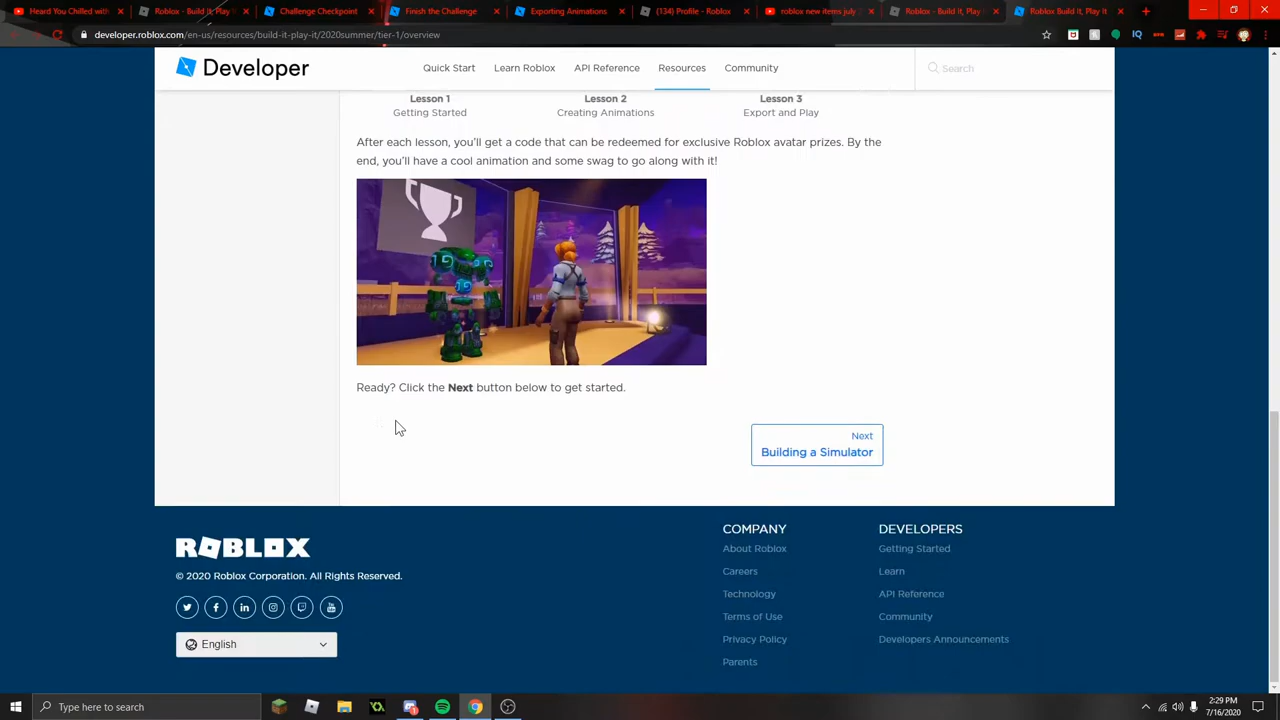 Heard You Chilled with
Roblox - Build It, Play
Challenge Checkpoint
Finish the Challenge
Exporting Animations
(134) Profile - Roblox
roblox new items july
Roblox - Build It, Play
Roblox Build It, Play It
developer.roblox.com/en-us/resources/build-it-play-it/2020summer/tier-1/overview
Developer
Quick Start
Learn Roblox
API Reference
Resources
Community
Search
Lesson 1
Getting Started
Lesson 2
Creating Animations
Lesson 3
Export and Play
After each lesson, you'll get a code that can be redeemed for exclusive Roblox avatar prizes. By the
end, you'll have a cool animation and some swag to go along with it!
Ready? Click the Next button below to get started.
Next
Building a Simulator
ROBLOX
© 2020 Roblox Corporation. All Rights Reserved.
English
COMPANY
About Roblox
Careers
Technology
Terms of Use
Privacy Policy
Parents
DEVELOPERS
Getting Started
Learn
API Reference
Community
Developers Announcements
Type here to search
2:29 PM
7/16/2020